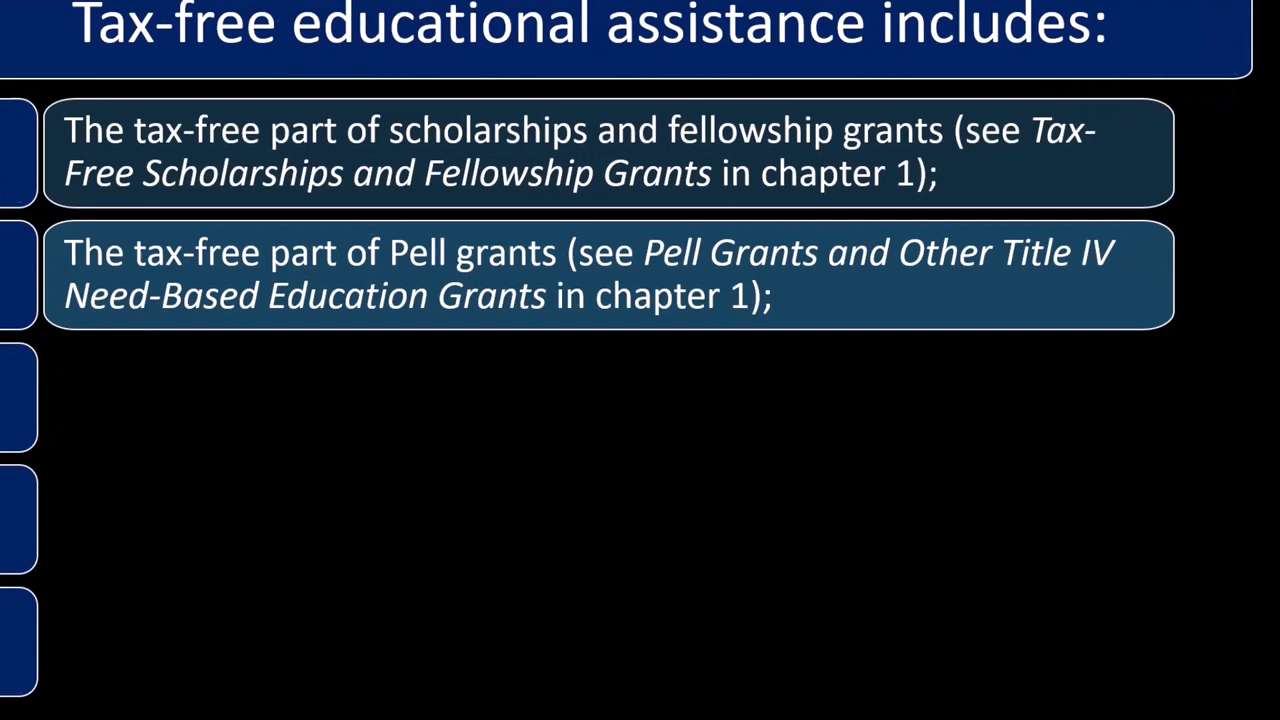 Tax-free educational assistance includes:
The tax-free part of scholarships and fellowship grants (see Tax-
Free Scholarships and Fellowship Grants in chapter 1);
The tax-free part of Pell grants (see Pell Grants and Other Title IV
Need-Based Education Grants in chapter 1);